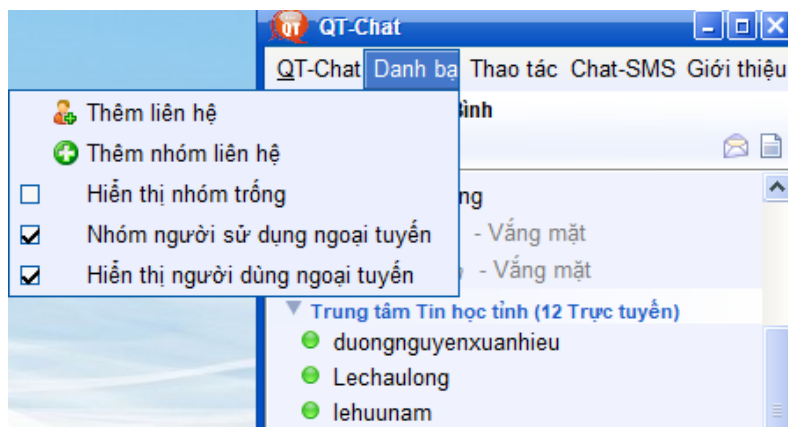 QT QT-Chat
QT-Chat Danh bạ Thao tác Chat-SMS Giới thiệu
Thêm liên hệ
Thêm nhóm liên hệ
Hiển thị nhóm trống
Nhóm người sử dụng ngoại tuyến - Vắng mặt
Hiển thị người dùng ngoại tuyến - Vắng mặt
Trung tâm Tin học tỉnh (12 Trực tuyến)
duongnguyenxuanhieu
Lechaulong
lehuunam